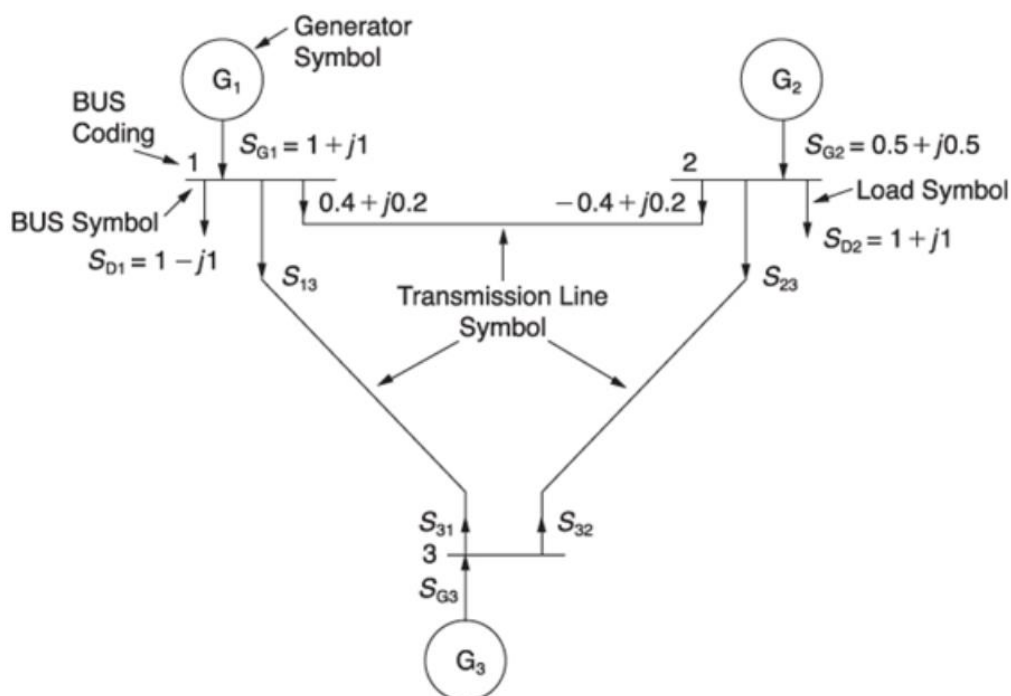 Generator
Symbol
G1
G2
BUS
Coding
SG1 = 1 + j1
SG2 = 0.5 + j0.5
1
2
0.4 + j0.2
−0.4 + j0.2
Load Symbol
BUS Symbol
SD1 = 1 − j1
SD2 = 1 + j1
S13
S23
Transmission Line
Symbol
S31
S32
3
SG3
G3